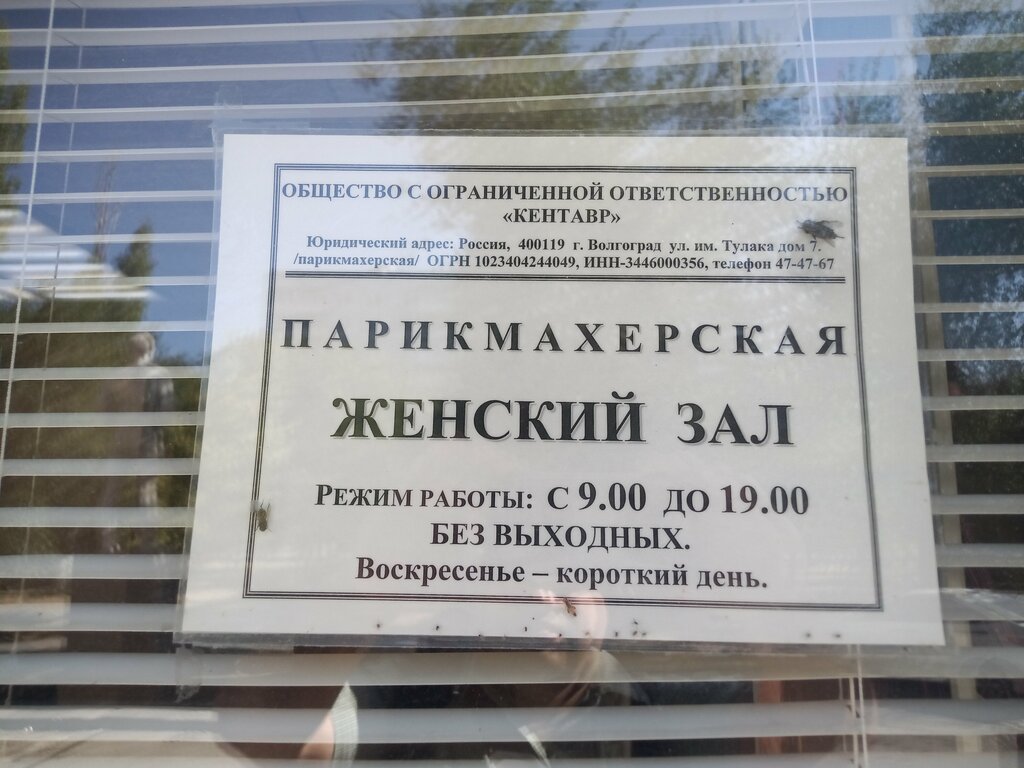 ОБЩЕСТВО С ОГРАНИЧЕННОЙ ОТВЕТСТВЕННОСТЬЮ
«КЕНТАВР»
Юридический адрес: Россия, 400119 г. Волгоград ул. им. Тулака дом 7.
/парикмахерская/ ОГРН 1023404244049, ИНН-3446000356, телефон 47-47-67
ПАРИКМАХЕРСКАЯ
ЖЕНСКИЙ ЗАЛ
РЕЖИМ РАБОТЫ: С 9.00 ДО 19.00
БЕЗ ВЫХОДНЫХ.
Воскресенье – короткий день.